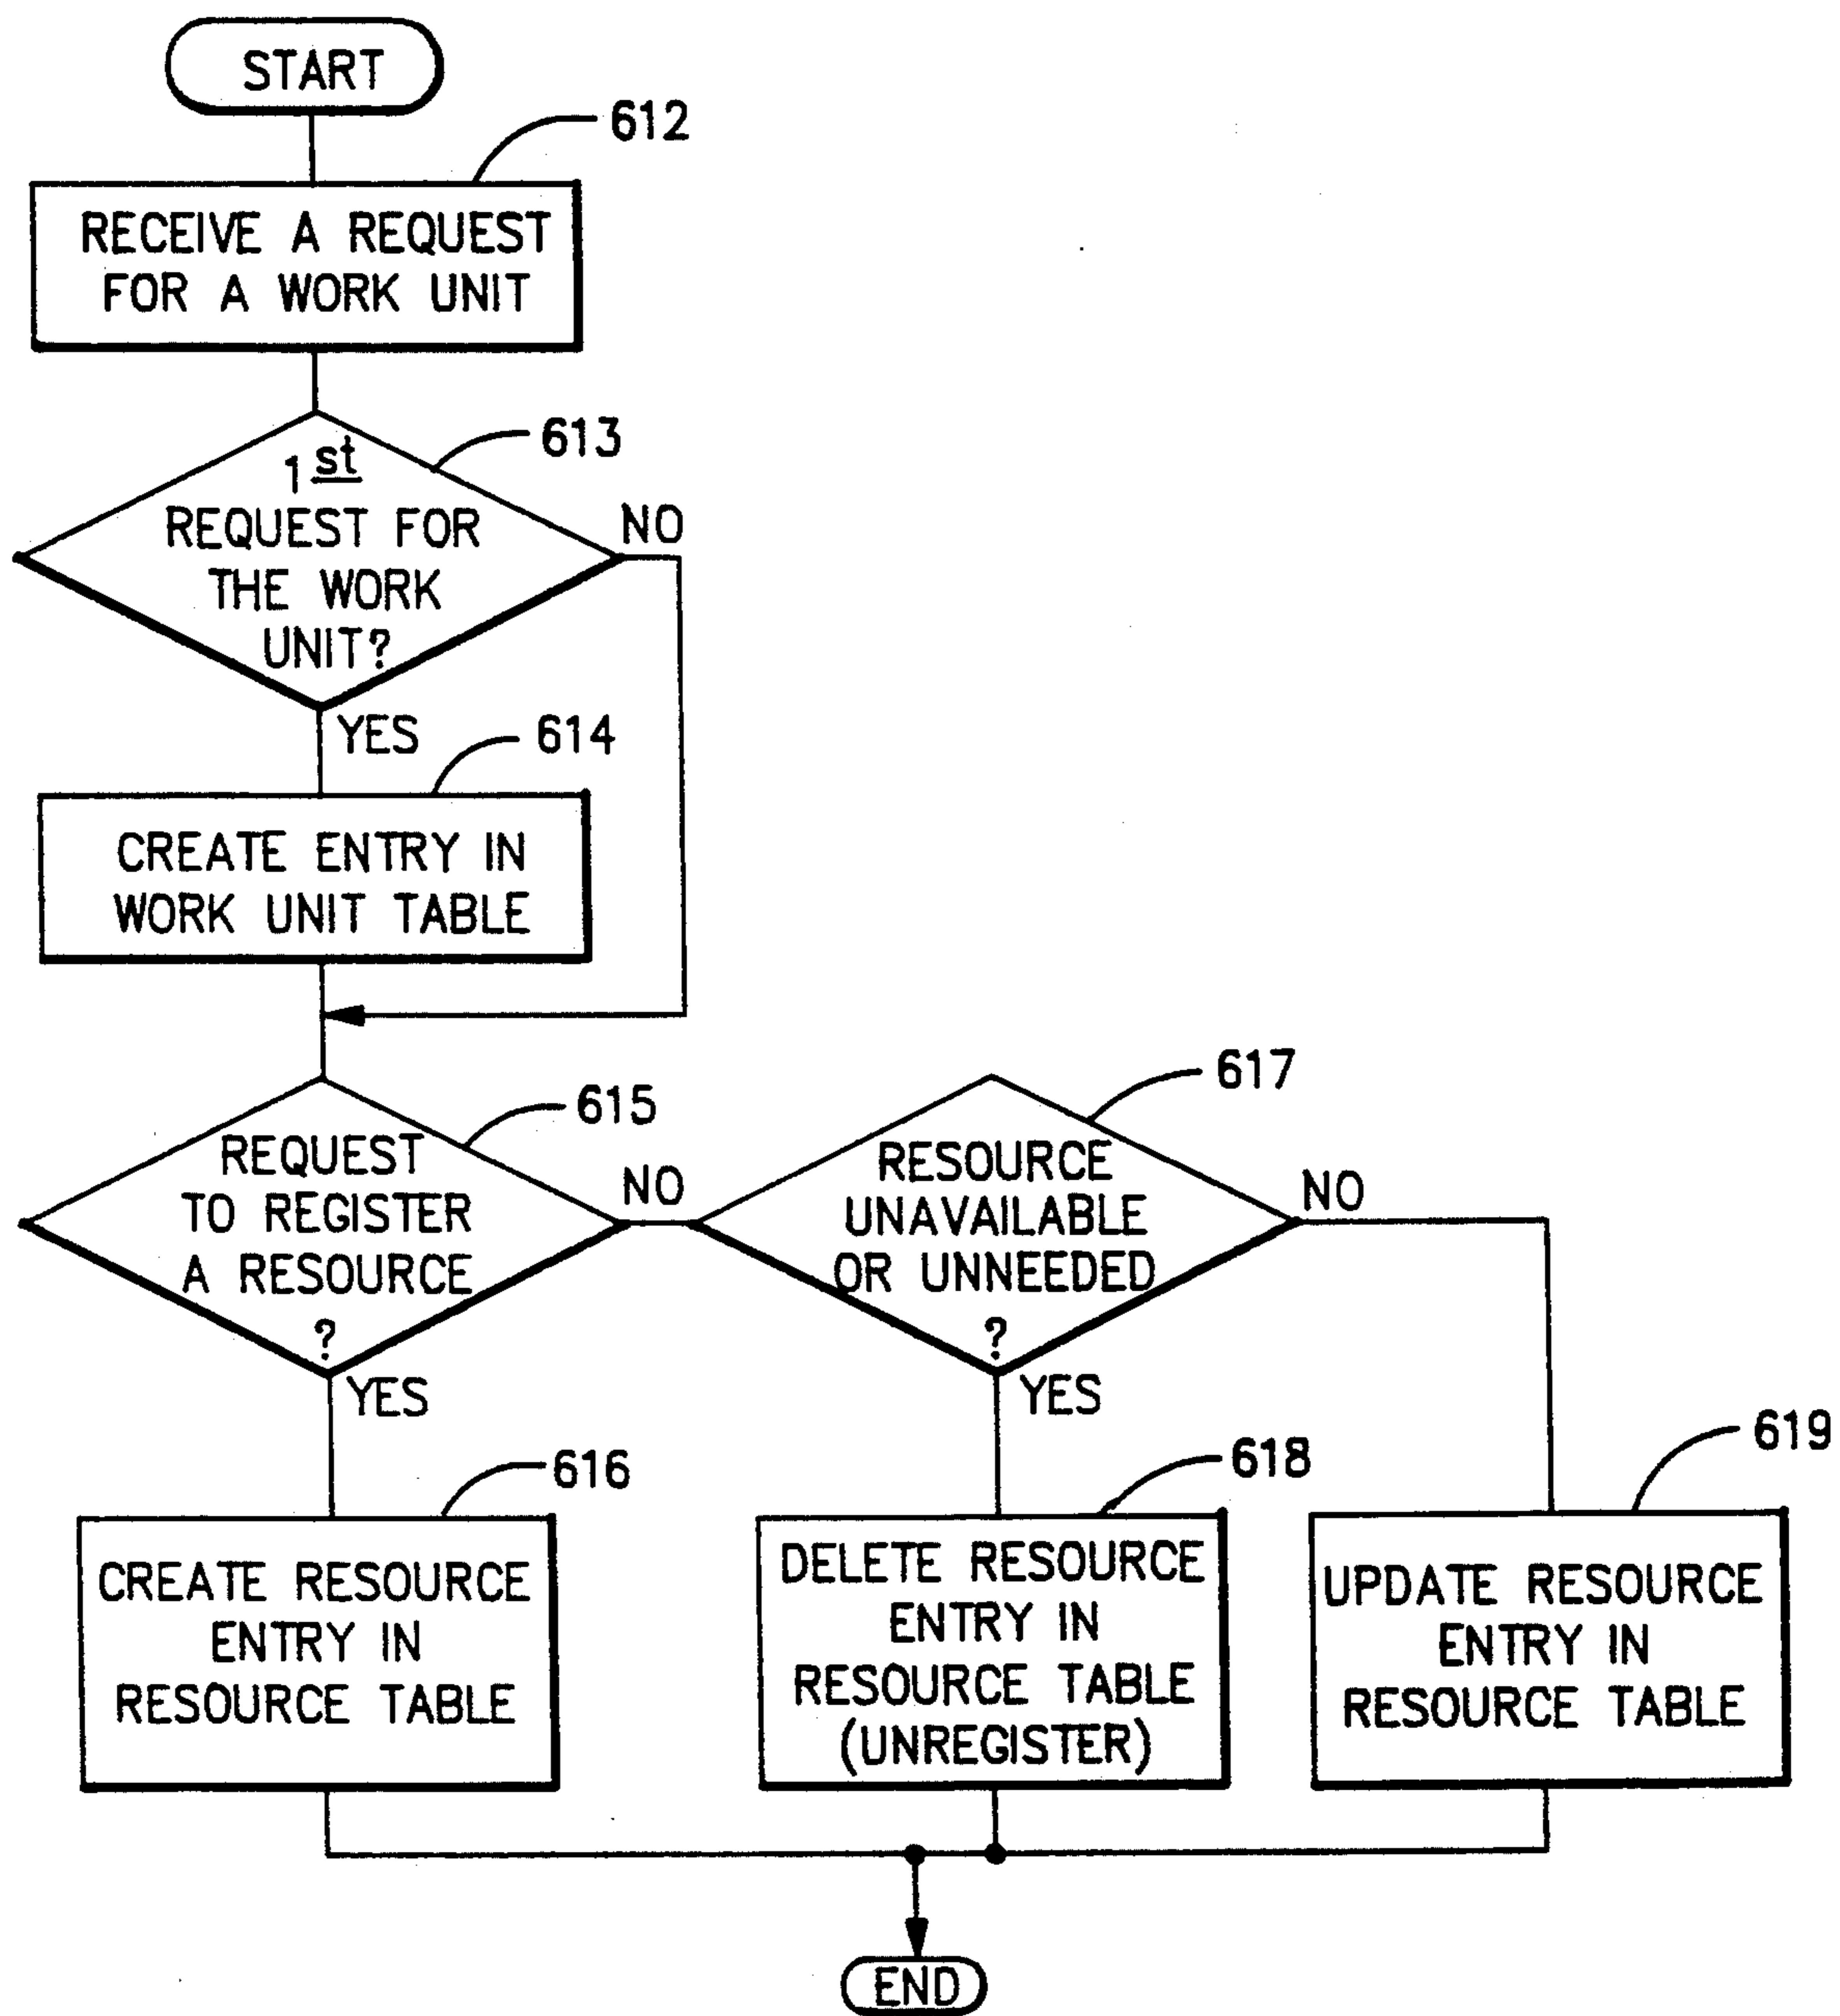 START
612
RECEIVE A REQUEST
FOR A WORK UNIT
613
1st
REQUEST FOR
THE WORK
UNIT?
NO
YES
614
CREATE ENTRY IN
WORK UNIT TABLE
615
REQUEST
TO REGISTER
A RESOURCE
?
NO
YES
617
RESOURCE
UNAVAILABLE
OR UNNEEDED
?
NO
YES
616
CREATE RESOURCE
ENTRY IN
RESOURCE TABLE
618
DELETE RESOURCE
ENTRY IN
RESOURCE TABLE
(UNREGISTER)
619
UPDATE RESOURCE
ENTRY IN
RESOURCE TABLE
END